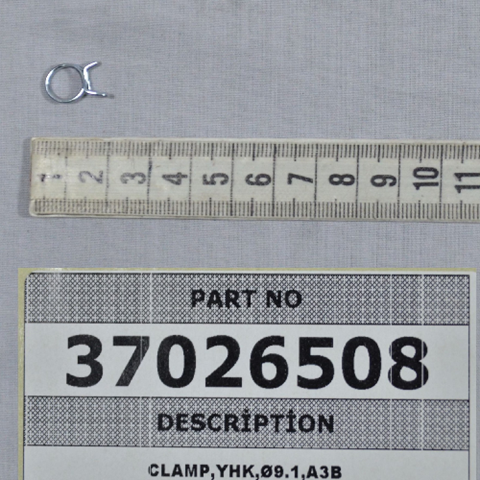 1 2 3 4 5 6 7 8 9 10 11
PART NO
37026508
DESCRİPTİON
CLAMP,YHK,Ø9.1,A3B